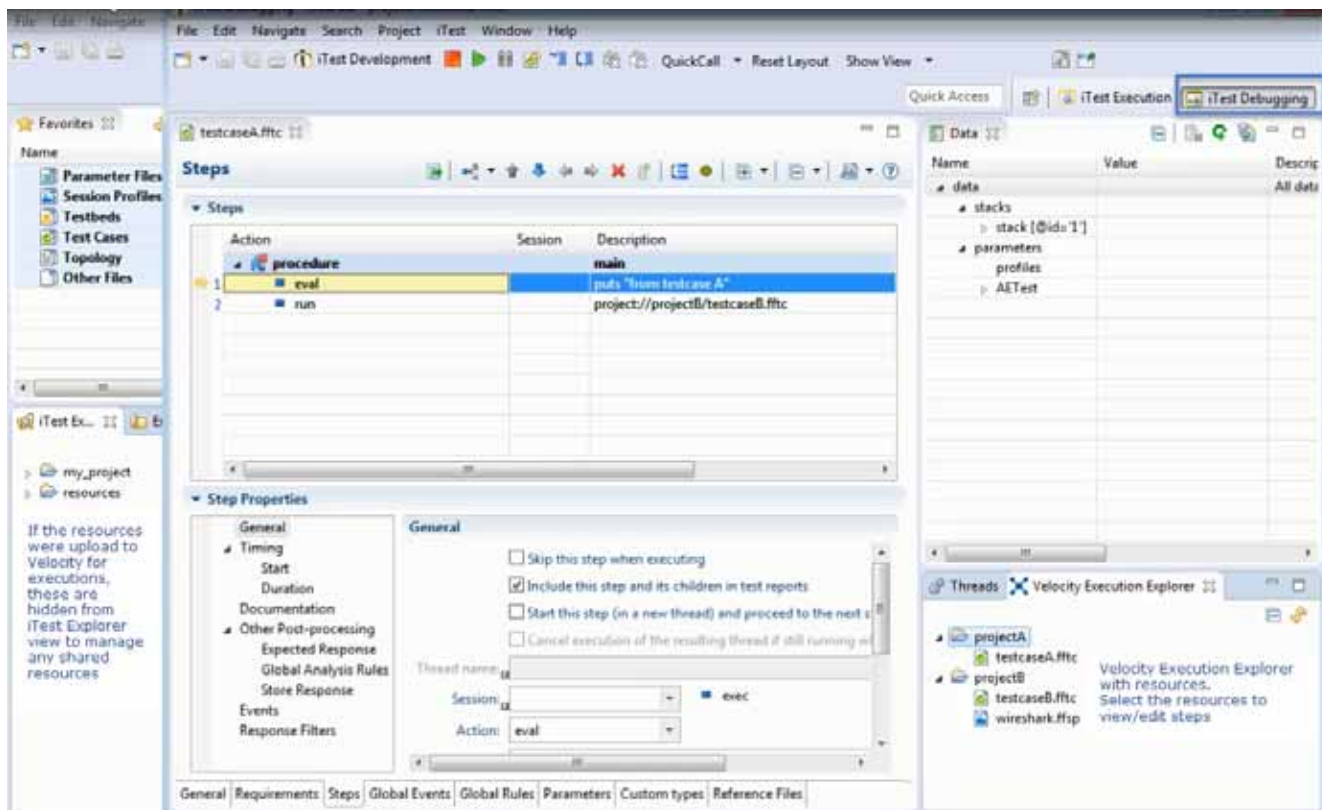 File Edit Navigate
File Edit Navigate Search Project iTest Window Help
iTest Development QuickCall Reset Layout Show View
Quick Access iTest Execution iTest Debugging
Favorites
Name
Parameter Files
Session Profiles
Testbeds
Test Cases
Topology
Other Files
iTest Ex...
my_project
resources
If the resources
were upload to
Velocity for
executions,
these are
hidden from
iTest Explorer
view to manage
any shared
resources
testcaseA.fftc
Steps
Steps
Action Session Description
procedure main
1 eval puts "from testcase A"
2 run project://projectB/testcaseB.fftc
Step Properties
General
Timing
Start
Duration
Documentation
Other Post-processing
Expected Response
Global Analysis Rules
Store Response
Events
Response Filters
General
Skip this step when executing
Include this step and its children in test reports
Start this step (in a new thread) and proceed to the next s
Cancel execution of the resulting thread if still running
Thread name:
Session: exec
Action: eval
General Requirements Steps Global Events Global Rules Parameters Custom types Reference Files
Data
Name Value Descrip
data All data
stacks
stack [@id='1']
parameters
profiles
AETest
Threads Velocity Execution Explorer
projectA
testcaseA.fftc
projectB
testcaseB.fftc
wireshark.ffsp
Velocity Execution Explorer
with resources.
Select the resources to
view/edit steps